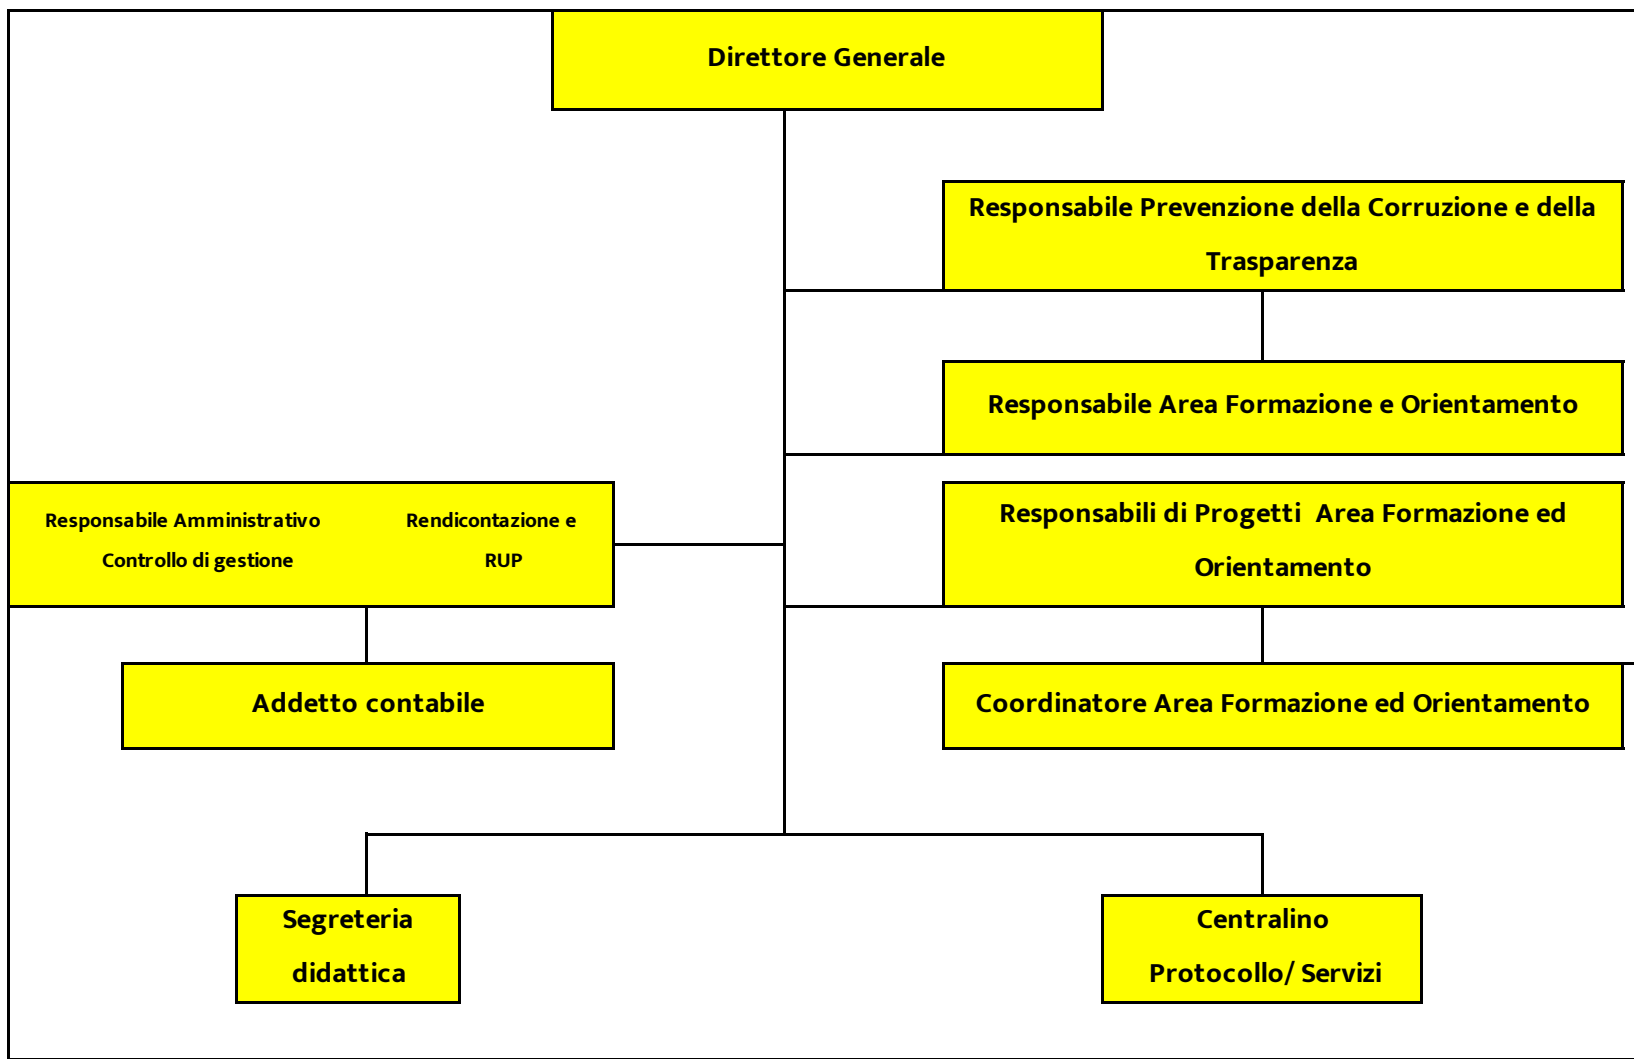 Direttore Generale
Responsabile Prevenzione della Corruzione e della
Trasparenza
Responsabile Area Formazione e Orientamento
Responsabile Amministrativo Rendicontazione e
Controllo di gestione RUP
Responsabili di Progetti Area Formazione ed
Orientamento
Addetto contabile
Coordinatore Area Formazione ed Orientamento
Segreteria
didattica
Centralino
Protocollo/ Servizi